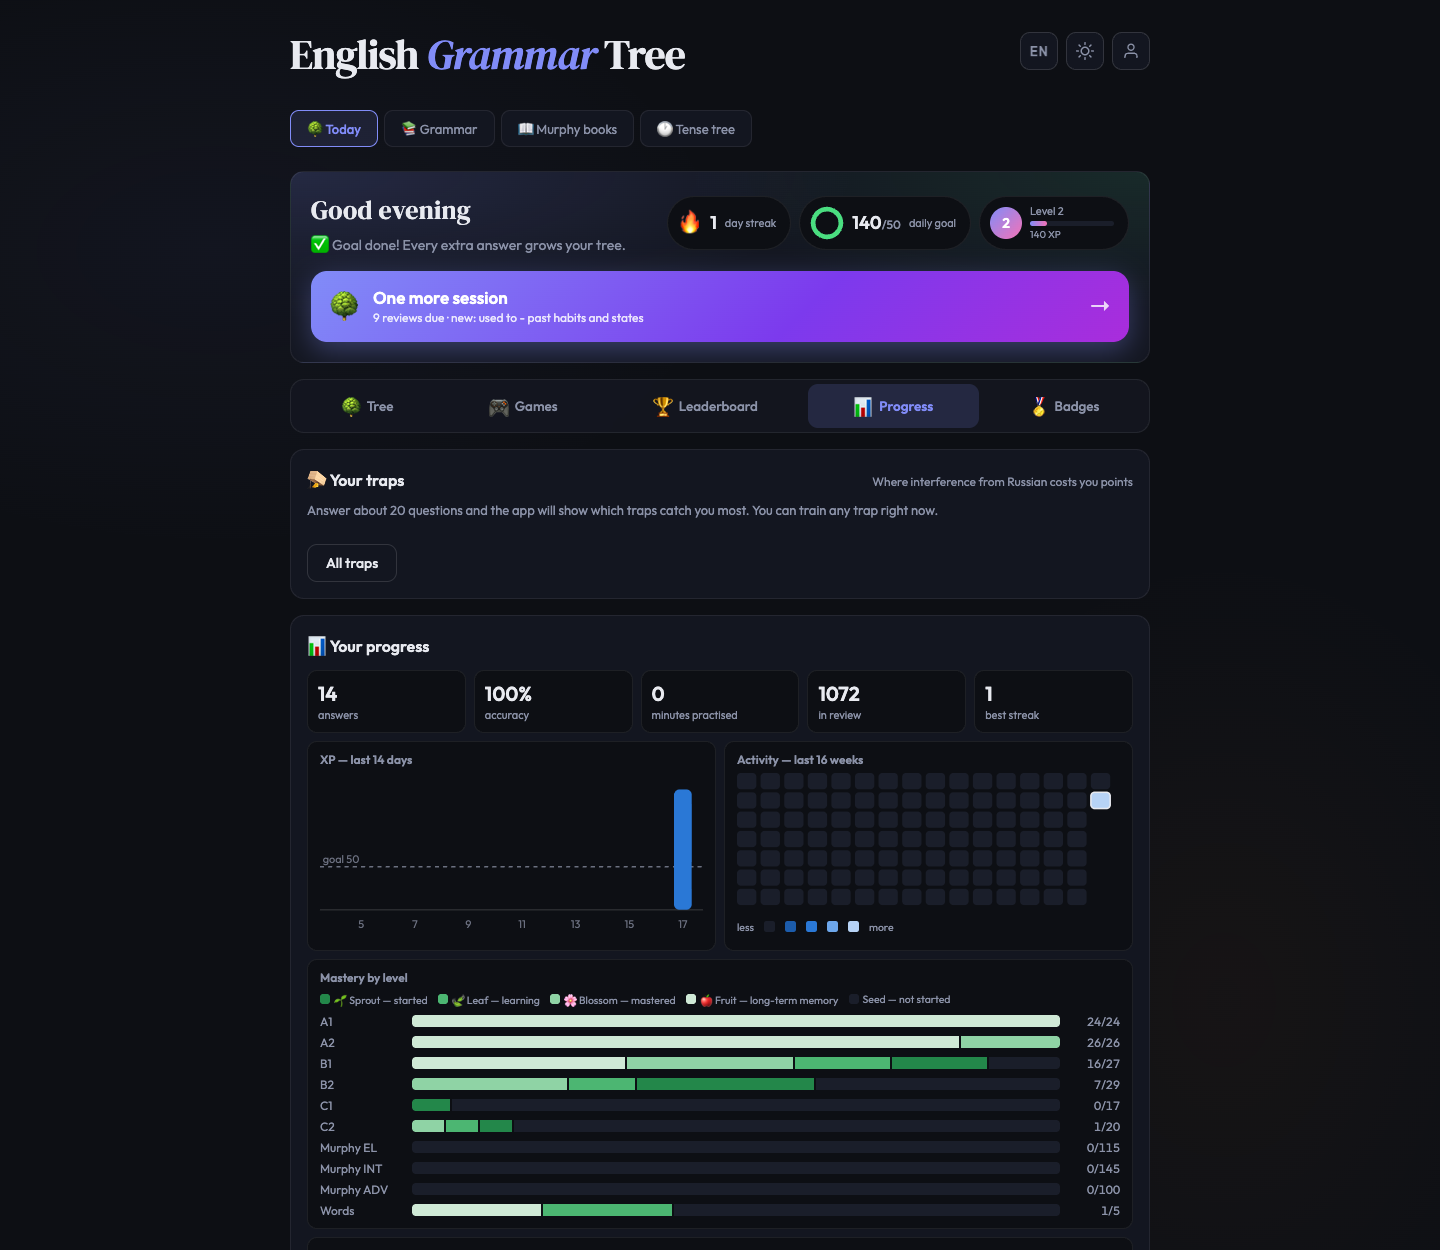 English Grammar Tree
EN
Today
Grammar
Murphy books
Tense tree
Good evening
Goal done! Every extra answer grows your tree.
1 day streak
140/50 daily goal
2
Level 2
140 XP
One more session
9 reviews due · new: used to - past habits and states
Tree
Games
Leaderboard
Progress
Badges
Your traps
Where interference from Russian costs you points
Answer about 20 questions and the app will show which traps catch you most. You can train any trap right now.
All traps
Your progress
14
answers
100%
accuracy
0
minutes practised
1072
in review
1
best streak
XP — last 14 days
goal 50
5 7 9 11 13 15 17
Activity — last 16 weeks
less more
Mastery by level
Sprout — started Leaf — learning Blossom — mastered Fruit — long-term memory Seed — not started
A1 24/24
A2 26/26
B1 16/27
B2 7/29
C1 0/17
C2 1/20
Murphy EL 0/115
Murphy INT 0/145
Murphy ADV 0/100
Words 1/5